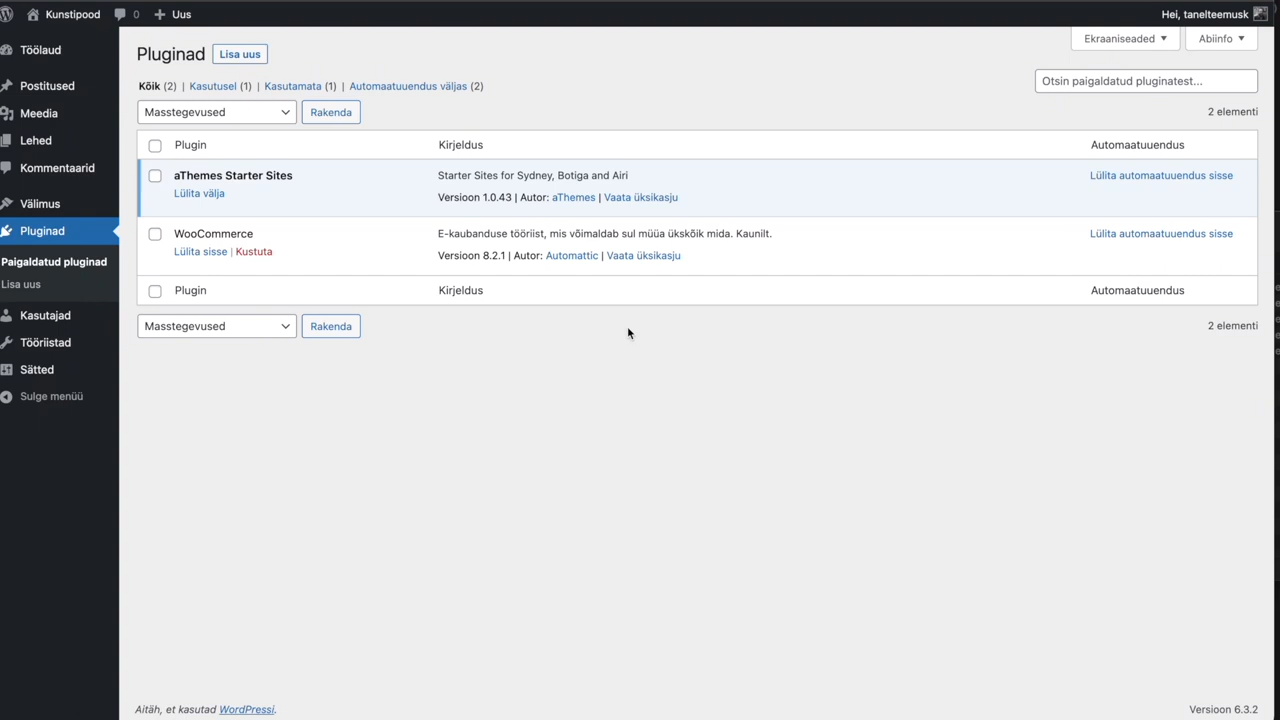 Kunstipood 0 Uus Hei, tanelteemusk
Töölaud
Postitused
Meedia
Lehed
Kommentaarid
Välimus
Pluginad
Paigaldatud pluginad
Lisa uus
Kasutajad
Tööriistad
Sätted
Sulge menüü
Ekraaniseaded Abiinfo
Pluginad Lisa uus
Kõik (2) | Kasutusel (1) | Kasutamata (1) | Automaatuuendus väljas (2)
Otsin paigaldatud pluginatest...
Masstegevused Rakenda 2 elementi
Plugin Kirjeldus Automaatuuendus
aThemes Starter Sites Starter Sites for Sydney, Botiga and Airi Lülita automaatuuendus sisse
Lülita välja Versioon 1.0.43 | Autor: aThemes | Vaata üksikasju
WooCommerce E-kaubanduse tööriist, mis võimaldab sul müüa ükskõik mida. Kaunilt. Lülita automaatuuendus sisse
Lülita sisse | Kustuta Versioon 8.2.1 | Autor: Automattic | Vaata üksikasju
Plugin Kirjeldus Automaatuuendus
Masstegevused Rakenda 2 elementi
Aitäh, et kasutad WordPressi. Versioon 6.3.2